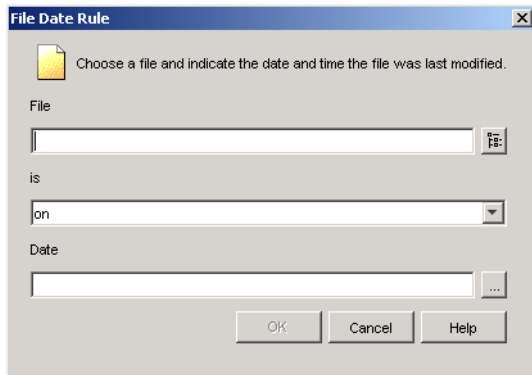 File Date Rule
Choose a file and indicate the date and time the file was last modified.
File
is
on
Date
...
OK
Cancel
Help